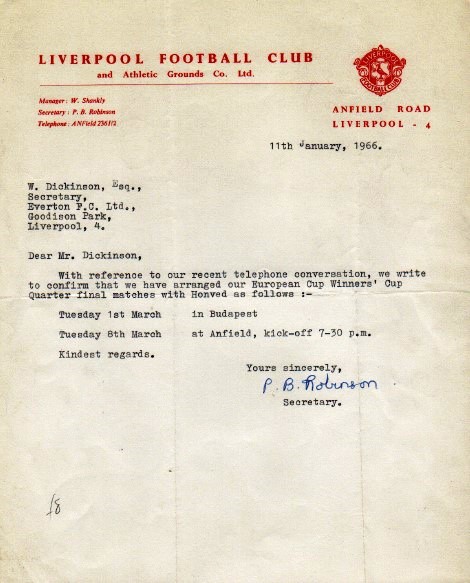 LIVERPOOL FOOTBALL CLUB
and Athletic Grounds Co. Ltd.
Manager : W. Shankly
Secretary : P. B. Robinson
Telephone : ANField 2361/2
LIVERPOOL
FOOTBALL CLUB
ANFIELD ROAD
LIVERPOOL - 4
11th January, 1966.
W. Dickinson, Esq.,
Secretary,
Everton F.C. Ltd.,
Goodison Park,
Liverpool, 4.
Dear Mr. Dickinson,
With reference to our recent telephone conversation, we write
to confirm that we have arranged our European Cup Winners' Cup
Quarter final matches with Honved as follows :-
Tuesday 1st March in Budapest
Tuesday 8th March at Anfield, kick-off 7-30 p.m.
Kindest regards.
Yours sincerely,
P. B. Robinson
Secretary.